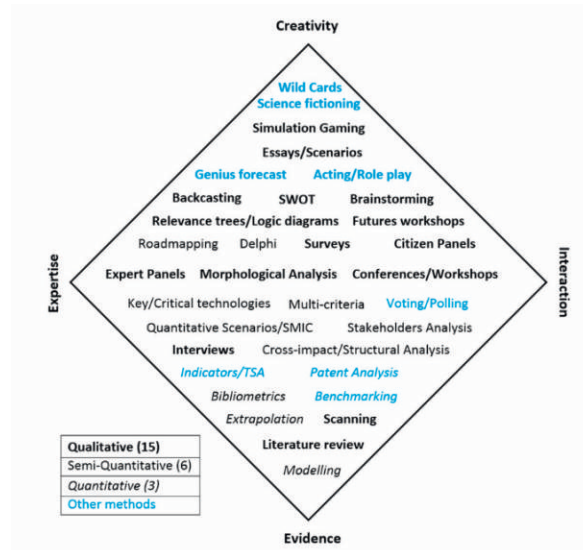 Creativity
Wild Cards
Science fictioning
Simulation Gaming
Essays/Scenarios
Genius forecast Acting/Role play
Backcasting SWOT Brainstorming
Relevance trees/Logic diagrams Futures workshops
Roadmapping Delphi Surveys Citizen Panels
Expertise
Expert Panels Morphological Analysis Conferences/Workshops
Interaction
Key/Critical technologies Multi-criteria Voting/Polling
Quantitative Scenarios/SMIC Stakeholders Analysis
Interviews Cross-impact/Structural Analysis
Indicators/TSA Patent Analysis
Bibliometrics Benchmarking
Extrapolation Scanning
Literature review
Modelling
Qualitative (15)
Semi-Quantitative (6)
Quantitative (3)
Other methods
Evidence